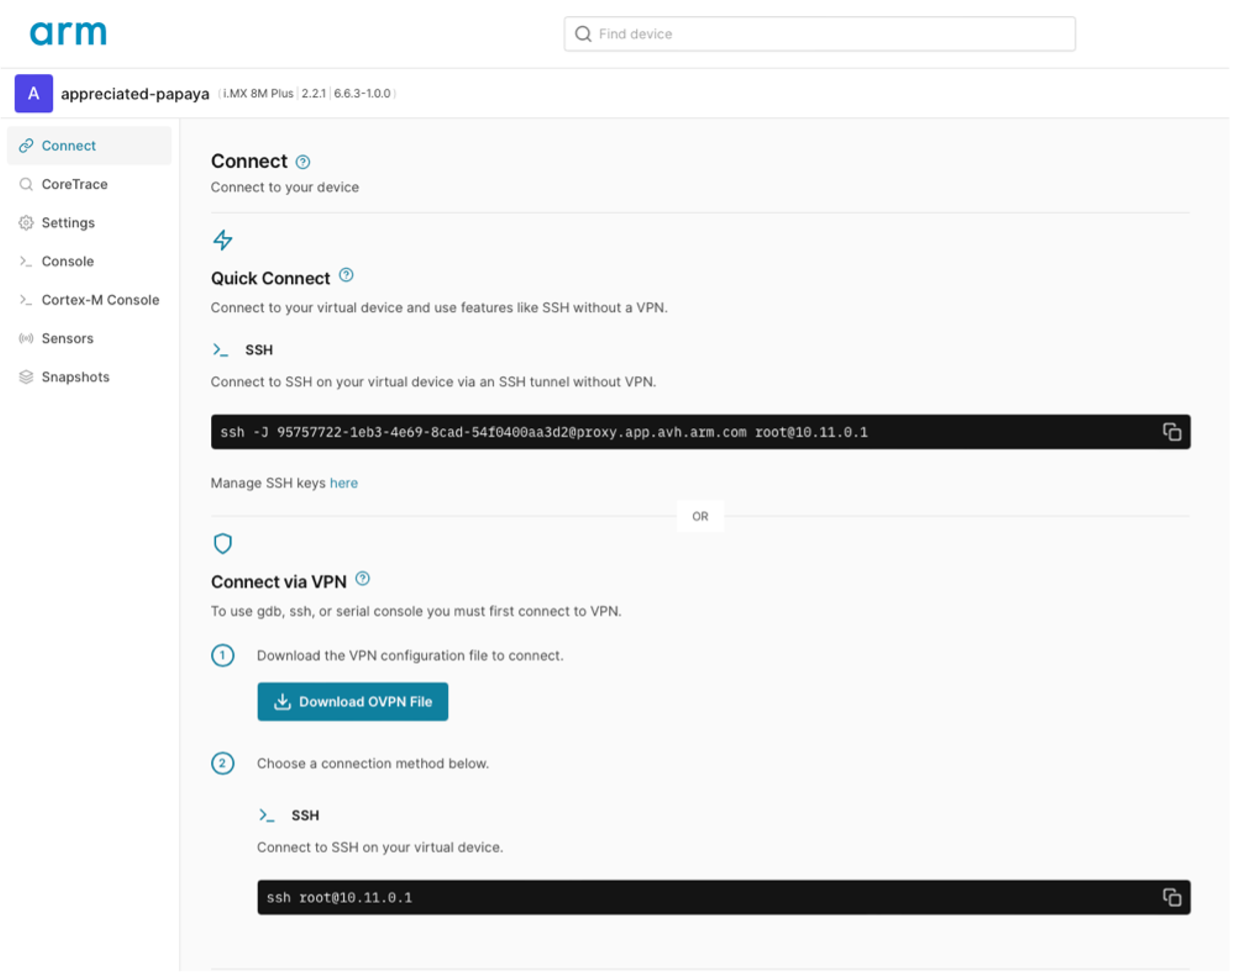 arm
Find device
A appreciated-papaya ( i.MX 8M Plus | 2.2.1 | 6.6.3-1.0.0 )
Connect
CoreTrace
Settings
Console
Cortex-M Console
Sensors
Snapshots
Connect ?
Connect to your device
Quick Connect ?
Connect to your virtual device and use features like SSH without a VPN.
>_ SSH
Connect to SSH on your virtual device via an SSH tunnel without VPN.
ssh -J 95757722-1eb3-4e69-8cad-54f0400aa3d2@proxy.app.avh.arm.com root@10.11.0.1
Manage SSH keys here
OR
Connect via VPN ?
To use gdb, ssh, or serial console you must first connect to VPN.
1 Download the VPN configuration file to connect.
Download OVPN File
2 Choose a connection method below.
>_ SSH
Connect to SSH on your virtual device.
ssh root@10.11.0.1